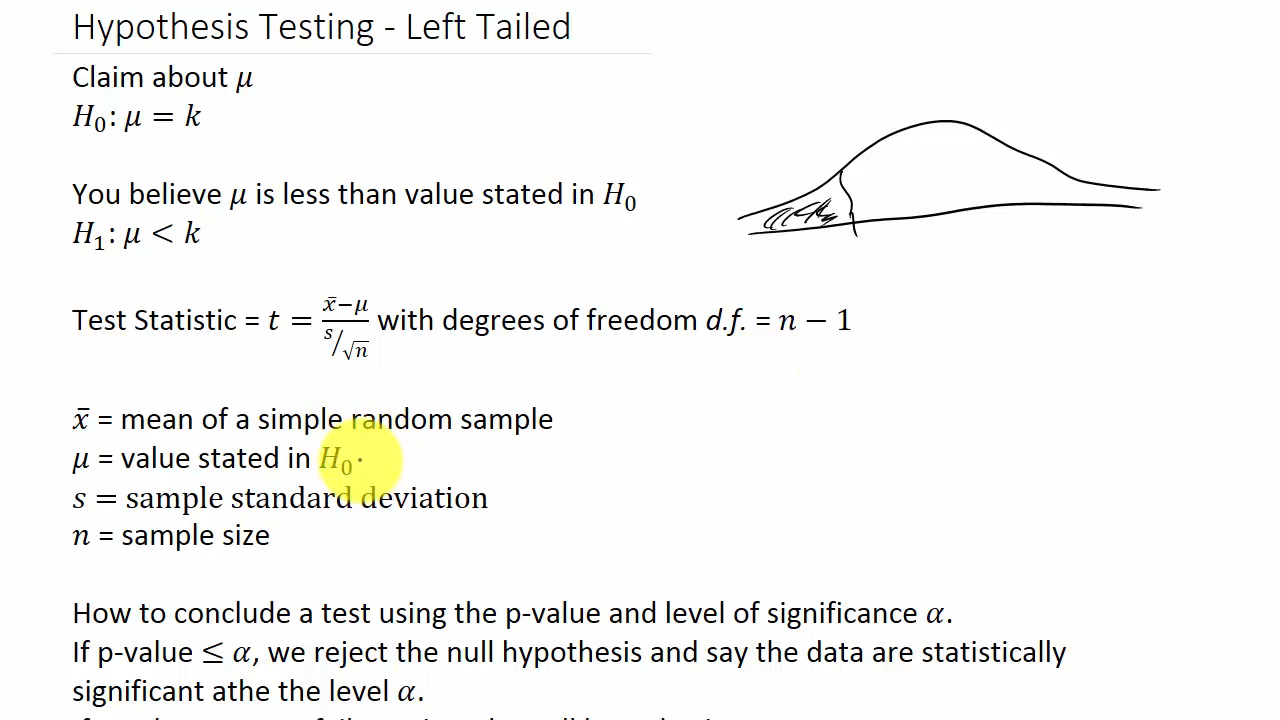 Hypothesis Testing - Left Tailed
Claim about μ
H₀: μ = k
You believe μ is less than value stated in H₀
H₁: μ < k
Test Statistic = t = (x̄−μ)/(s/√n) with degrees of freedom d.f. = n − 1
x̄ = mean of a simple random sample
μ = value stated in H₀
s = sample standard deviation
n = sample size
How to conclude a test using the p-value and level of significance α.
If p-value ≤ α, we reject the null hypothesis and say the data are statistically
significant athe the level α.